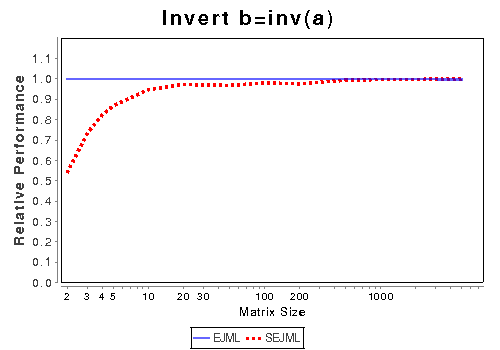 Invert b=inv(a)
Relative Performance
1.1
1.0
0.9
0.8
0.7
0.6
0.5
0.4
0.3
0.2
0.1
0.0
2 3 4 5 10 20 30 100 200 1000
Matrix Size
EJML SEJML